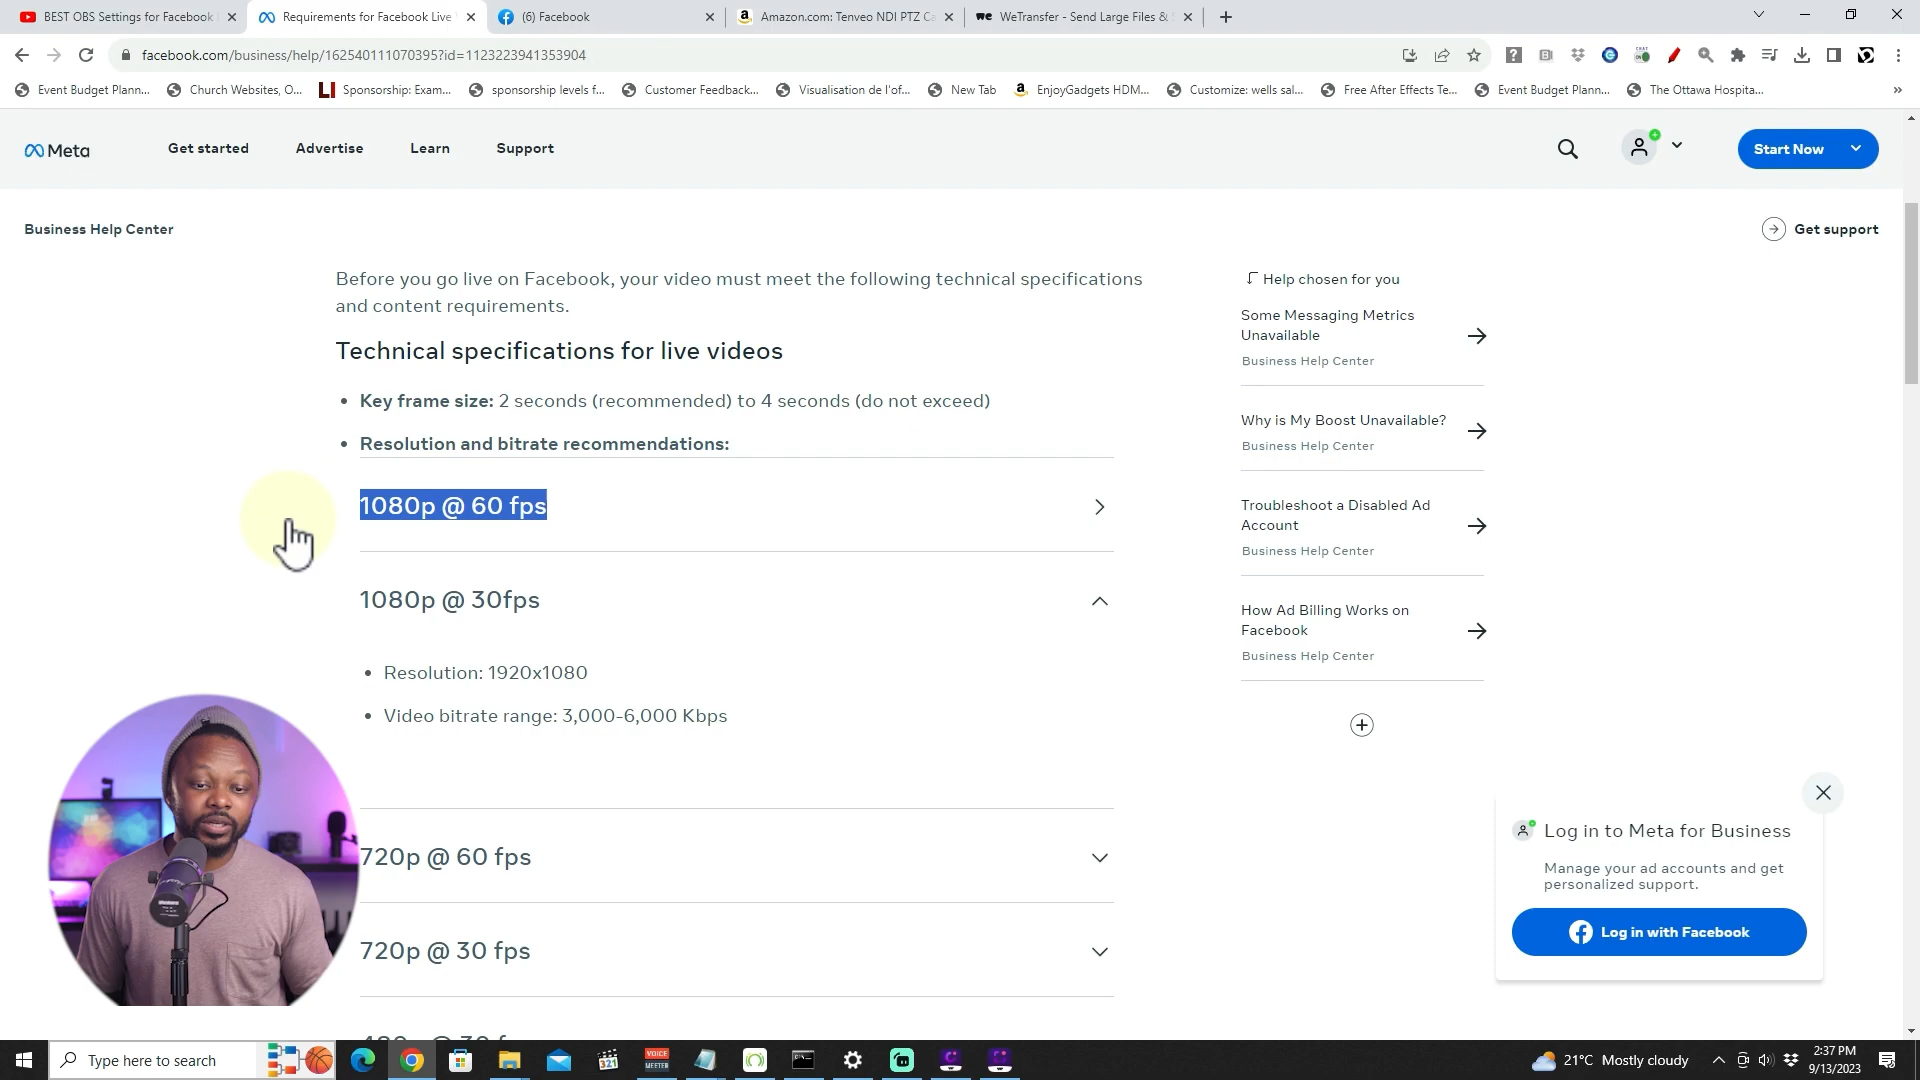 BEST OBS Settings for Facebook
Requirements for Facebook Live
(6) Facebook
Amazon.com: Tenveo NDI PTZ Ca
WeTransfer - Send Large Files & S
facebook.com/business/help/162540111070395?id=1123223941353904
Event Budget Plann...
Church Websites, O...
Sponsorship: Exam...
sponsorship levels f...
Customer Feedback...
Visualisation de l'of...
New Tab
EnjoyGadgets HDM...
Customize: wells sal...
Free After Effects Te...
Event Budget Plann...
The Ottawa Hospita...
Meta
Get started
Advertise
Learn
Support
Start Now
Business Help Center
Get support
Before you go live on Facebook, your video must meet the following technical specifications
and content requirements.
Technical specifications for live videos
• Key frame size: 2 seconds (recommended) to 4 seconds (do not exceed)
• Resolution and bitrate recommendations:
1080p @ 60 fps
1080p @ 30fps
• Resolution: 1920x1080
• Video bitrate range: 3,000-6,000 Kbps
720p @ 60 fps
720p @ 30 fps
Help chosen for you
Some Messaging Metrics
Unavailable
Business Help Center
Why is My Boost Unavailable?
Business Help Center
Troubleshoot a Disabled Ad
Account
Business Help Center
How Ad Billing Works on
Facebook
Business Help Center
Log in to Meta for Business
Manage your ad accounts and get
personalized support.
Log in with Facebook
Type here to search
321
VOICE
MEETER
21°C Mostly cloudy
2:37 PM
9/13/2023